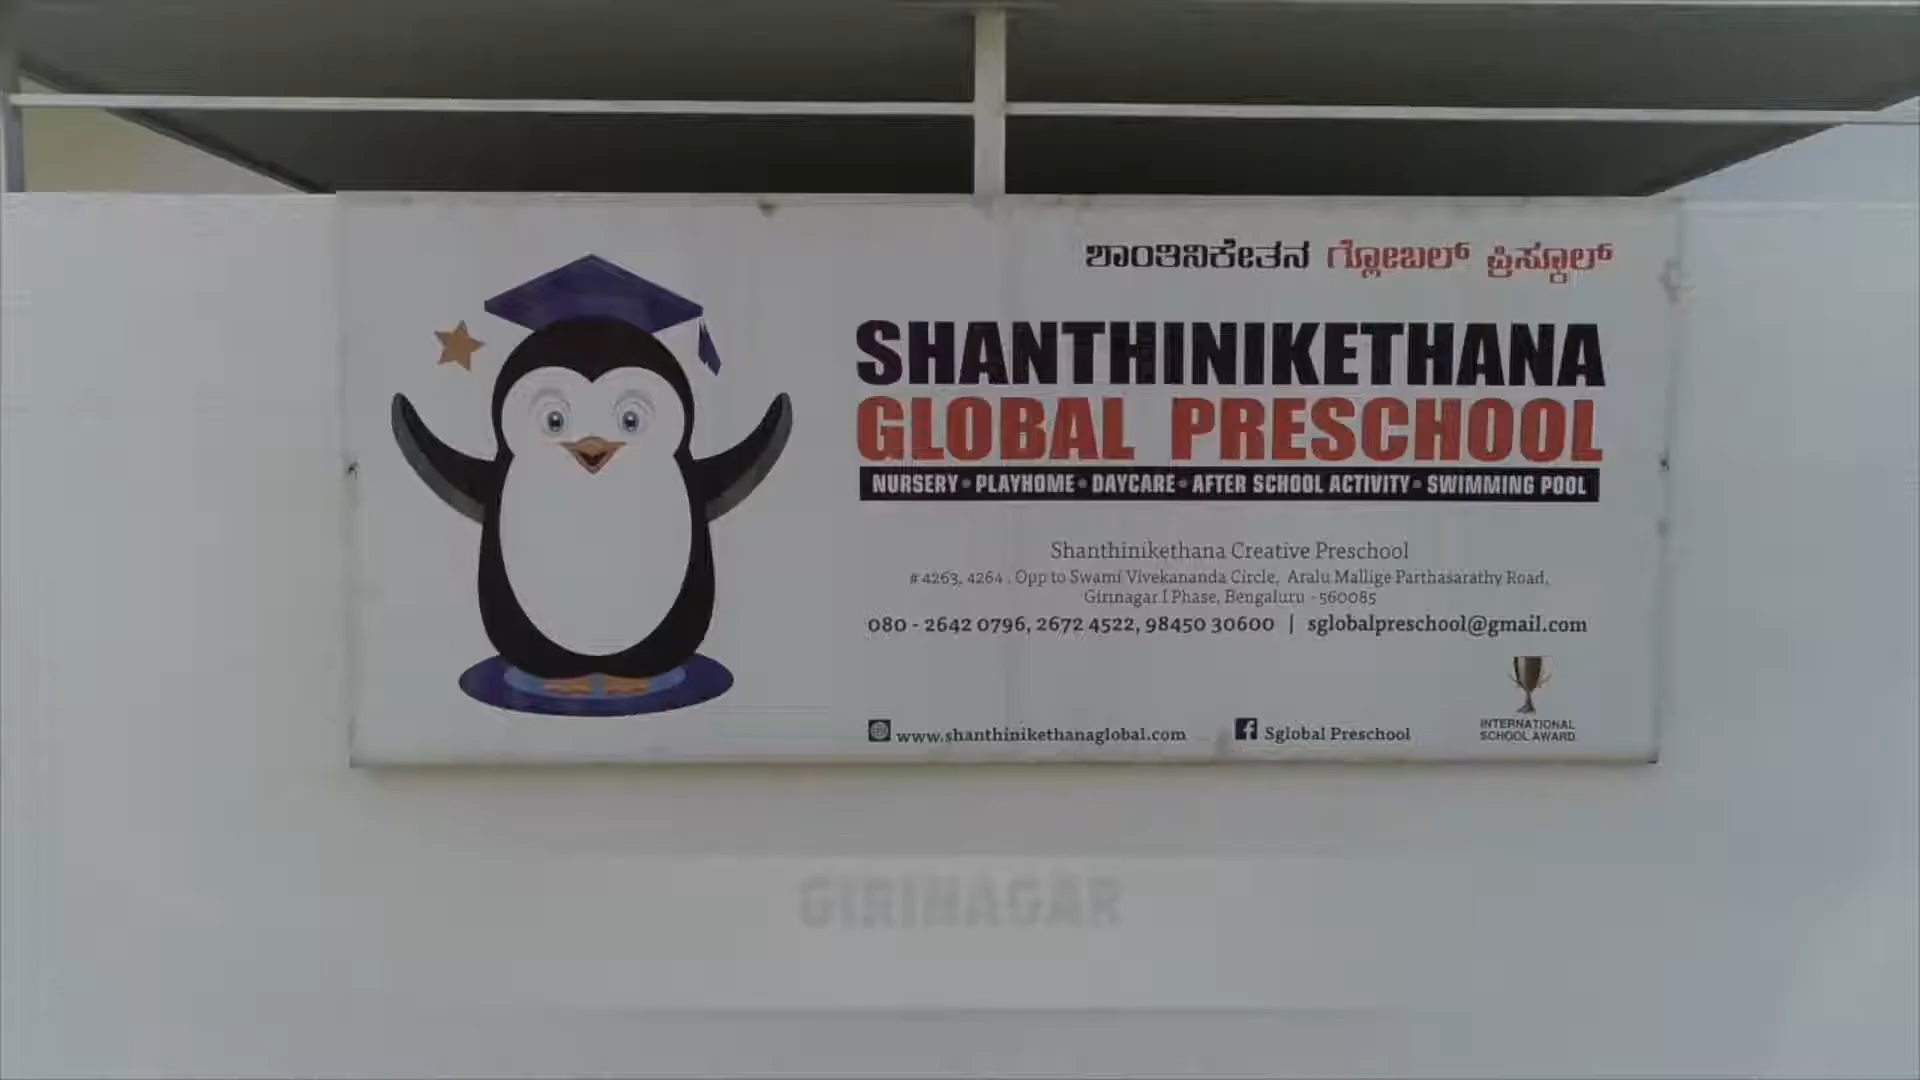 ಶಾಂತಿನಿಕೇತನ ಗ್ಲೋಬಲ್ ಪ್ರಿಸ್ಕೂಲ್
SHANTHINIKETHANA
GLOBAL PRESCHOOL
NURSERY • PLAYHOME • DAYCARE • AFTER SCHOOL ACTIVITY • SWIMMING POOL
Shanthinikethana Creative Preschool
# 4263, 4264 , Opp to Swami Vivekananda Circle, Aralu Mallige Parthasarathy Road,
Girinagar I Phase, Bengaluru - 560085
080 - 2642 0796, 2672 4522, 98450 30600 | sglobalpreschool@gmail.com
www.shanthinikethanaglobal.com
Sglobal Preschool
INTERNATIONAL
SCHOOL AWARD
GIRINAGAR